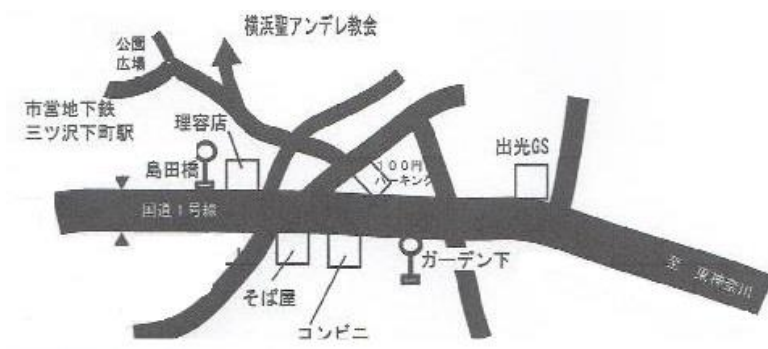 横浜聖アンデレ教会
公園
広場
市営地下鉄
三ツ沢下町駅
理容店
島田橋
100円
パーキング
出光GS
国道1号線
ガーデン下
至 東神奈川
そば屋
コンビニ